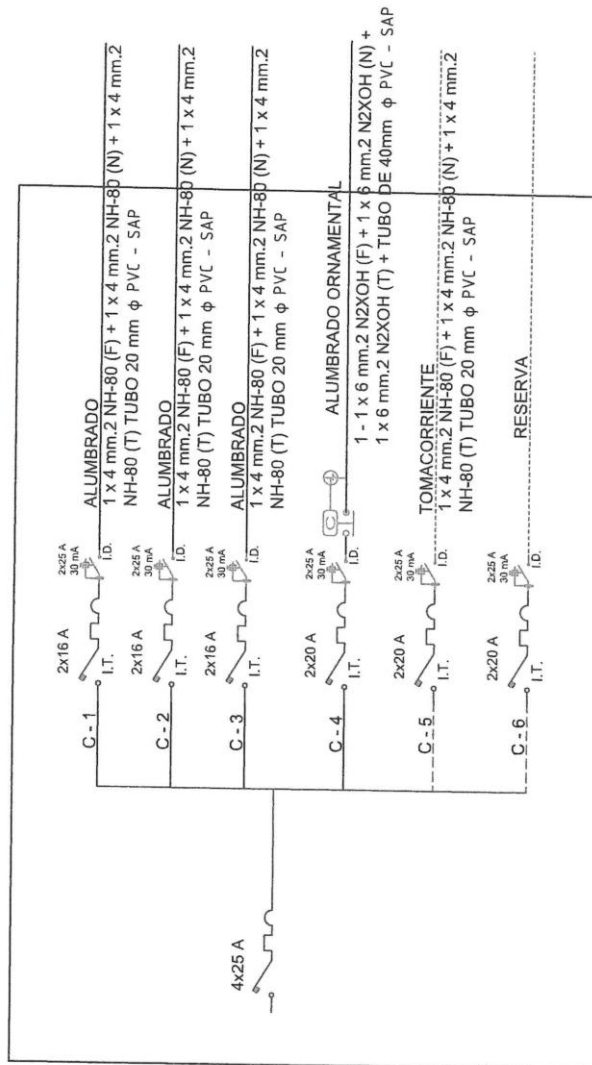 4x25 A
C - 1
2x16 A
I.T.
2x25 A
30 mA
I.D.
ALUMBRADO
1 x 4 mm.2 NH-80 (F) + 1 x 4 mm.2 NH-80 (N) + 1 x 4 mm.2
NH-80 (T) TUBO 20 mm φ PVC - SAP
C - 2
2x16 A
I.T.
2x25 A
30 mA
I.D.
ALUMBRADO
1 x 4 mm.2 NH-80 (F) + 1 x 4 mm.2 NH-80 (N) + 1 x 4 mm.2
NH-80 (T) TUBO 20 mm φ PVC - SAP
C - 3
2x16 A
I.T.
2x25 A
30 mA
I.D.
ALUMBRADO
1 x 4 mm.2 NH-80 (F) + 1 x 4 mm.2 NH-80 (N) + 1 x 4 mm.2
NH-80 (T) TUBO 20 mm φ PVC - SAP
C - 4
2x20 A
I.T.
2x25 A
30 mA
I.D.
C
ALUMBRADO ORNAMENTAL
1 - 1 x 6 mm.2 N2XOH (F) + 1 x 6 mm.2 N2XOH (N) +
1 x 6 mm.2 N2XOH (T) + TUBO DE 40mm φ PVC - SAP
C - 5
2x20 A
I.T.
2x25 A
30 mA
I.D.
TOMACORRIENTE
1 x 4 mm.2 NH-80 (F) + 1 x 4 mm.2 NH-80 (N) + 1 x 4 mm.2
NH-80 (T) TUBO 20 mm φ PVC - SAP
C - 6
2x20 A
I.T.
2x25 A
30 mA
I.D.
RESERVA